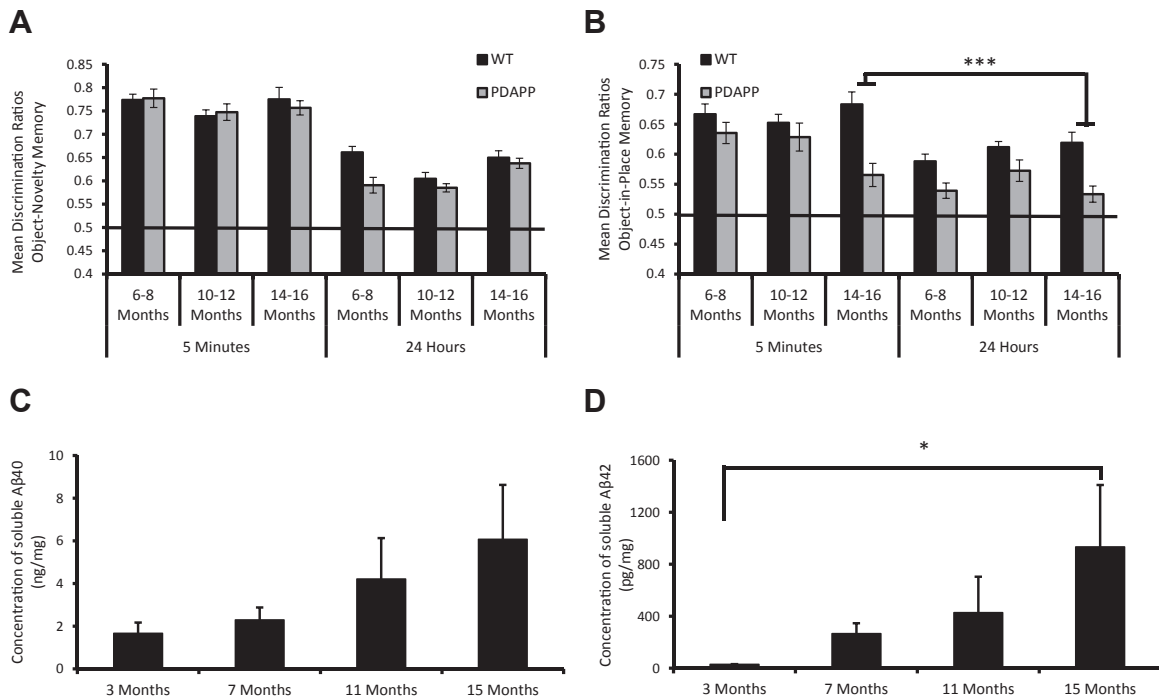 A
Mean Discrimination Ratios
Object-Novelty Memory
0.85
0.8
0.75
0.7
0.65
0.6
0.55
0.5
0.45
0.4
WT
PDAPP
6-8
Months
10-12
Months
14-16
Months
6-8
Months
10-12
Months
14-16
Months
5 Minutes
24 Hours
B
Mean Discrimination Ratios
Object-in-Place Memory
0.75
0.7
0.65
0.6
0.55
0.5
0.45
0.4
WT
PDAPP
***
6-8
Months
10-12
Months
14-16
Months
6-8
Months
10-12
Months
14-16
Months
5 Minutes
24 Hours
C
Concentration of soluble Aβ40
(ng/mg)
10
8
6
4
2
0
3 Months
7 Months
11 Months
15 Months
D
Concentration of soluble Aβ42
(pg/mg)
1600
1200
800
400
0
*
3 Months
7 Months
11 Months
15 Months